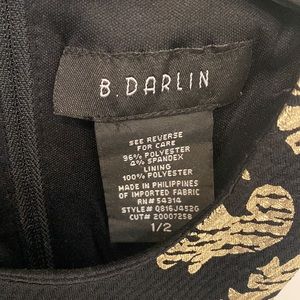 B. DARLIN
SEE REVERSE
FOR CARE
96% POLYESTER
4% SPANDEX
LINING
100% POLYESTER
MADE IN PHILIPPINES
OF IMPORTED FABRIC
RN# 54314
STYLE# Q816J452G
CUT# 20007258
1/2